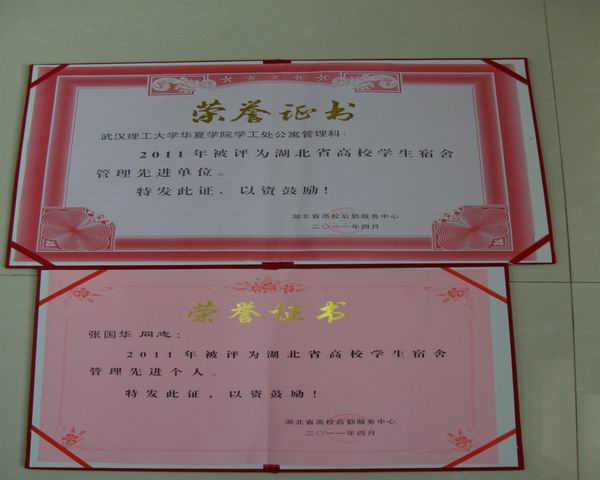 荣誉证书
武汉理工大学华夏学院学工处公寓管理科：
2011年被评为湖北省高校学生宿舍
管理先进单位。
特发此证，以资鼓励！
湖北省高校后勤服务中心
二〇一一年四月
荣誉证书
张国华 同志：
2011年被评为湖北省高校学生宿舍
管理先进个人。
特发此证，以资鼓励！
湖北省高校后勤服务中心
二〇一一年四月